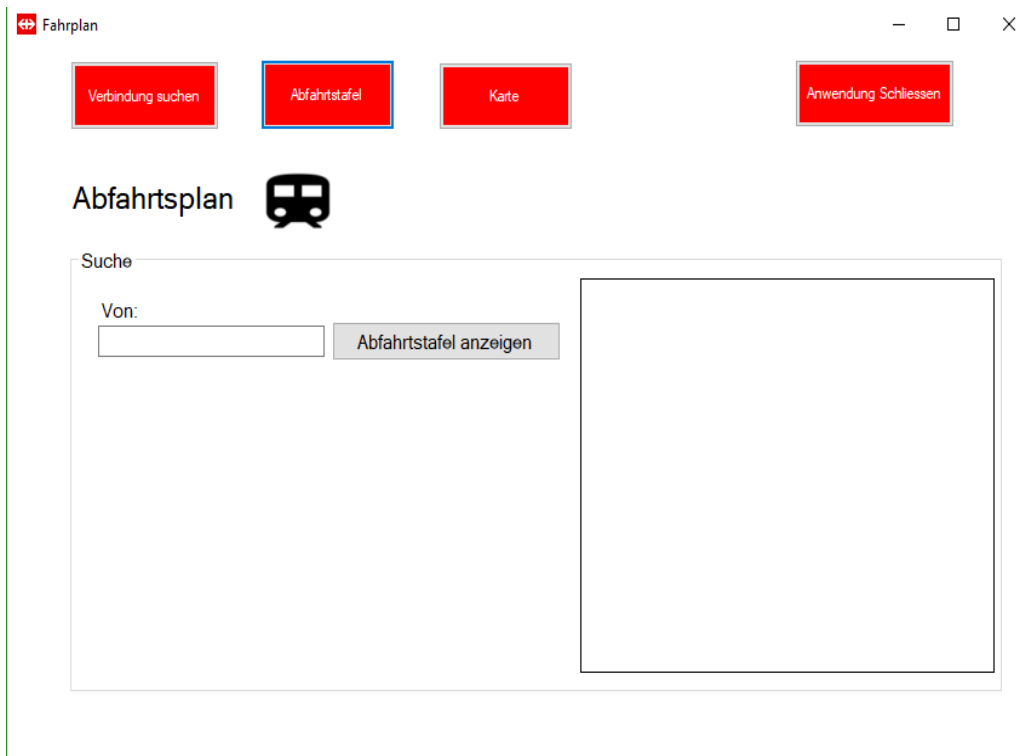 Fahrplan
Verbindung suchen
Abfahrtstafel
Karte
Anwendung Schliessen
Abfahrtsplan
Suche
Von:
Abfahrtstafel anzeigen